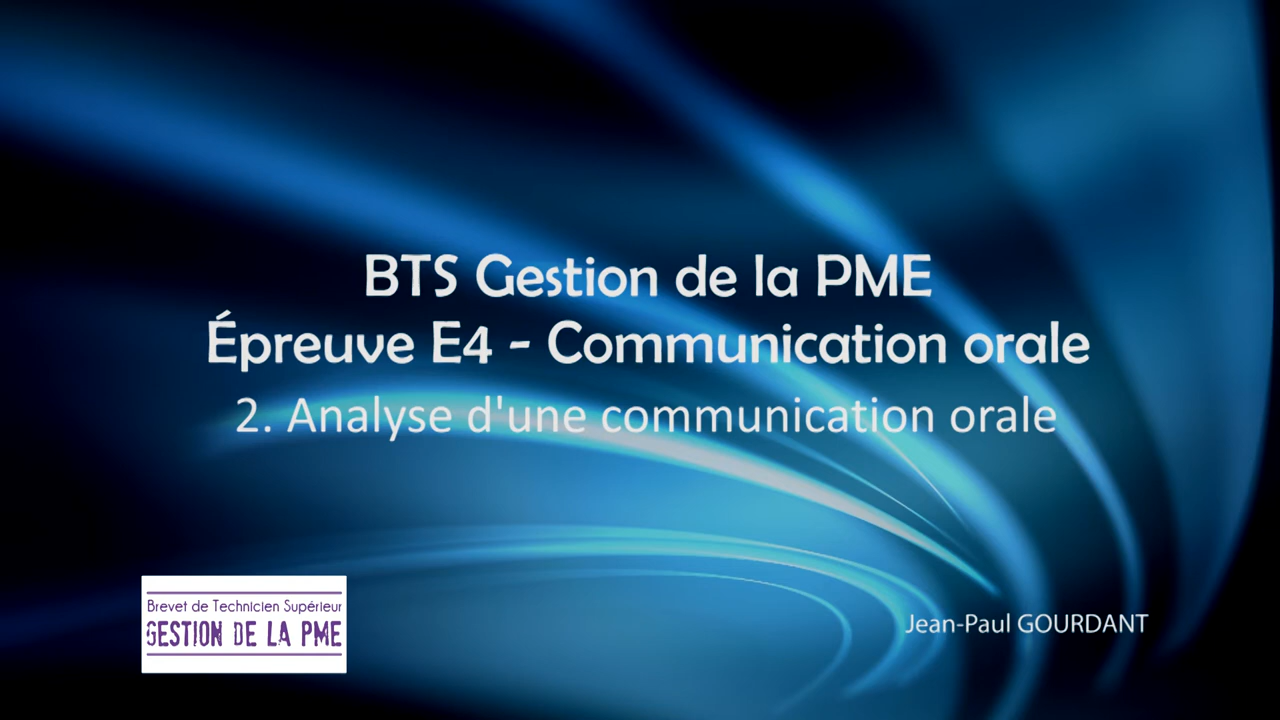 BTS Gestion de la PME
Épreuve E4 - Communication orale
2. Analyse d'une communication orale
Brevet de Technicien Supérieur
GESTION DE LA PME
Jean-Paul GOURDANT